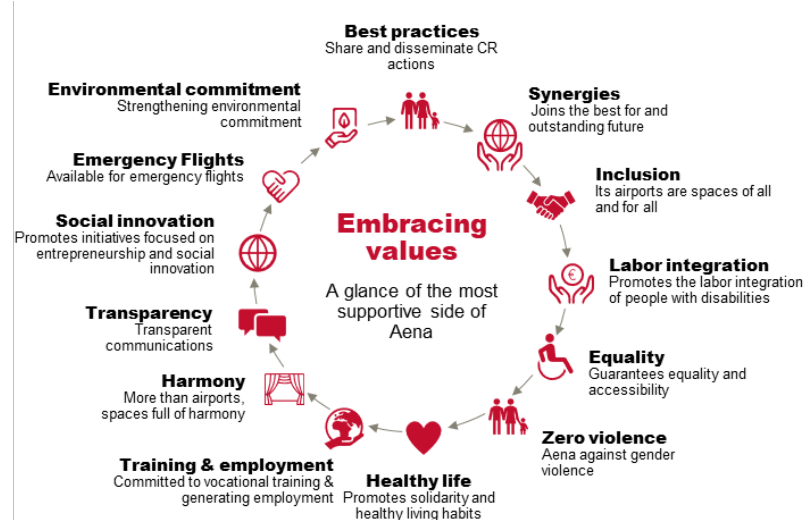 Best practices
Share and disseminate CR
actions
Synergies
Joins the best for and
outstanding future
Inclusion
Its airports are spaces of all
and for all
Labor integration
Promotes the labor integration
of people with disabilities
Equality
Guarantees equality and
accessibility
Zero violence
Aena against gender
violence
Healthy life
Promotes solidarity and
healthy living habits
Training & employment
Committed to vocational training &
generating employment
Harmony
More than airports,
spaces full of harmony
Transparency
Transparent
communications
Social innovation
Promotes initiatives focused on
entrepreneurship and social
innovation
Emergency Flights
Available for emergency flights
Environmental commitment
Strengthening environmental
commitment
Embracing
values
A glance of the most
supportive side of
Aena
€